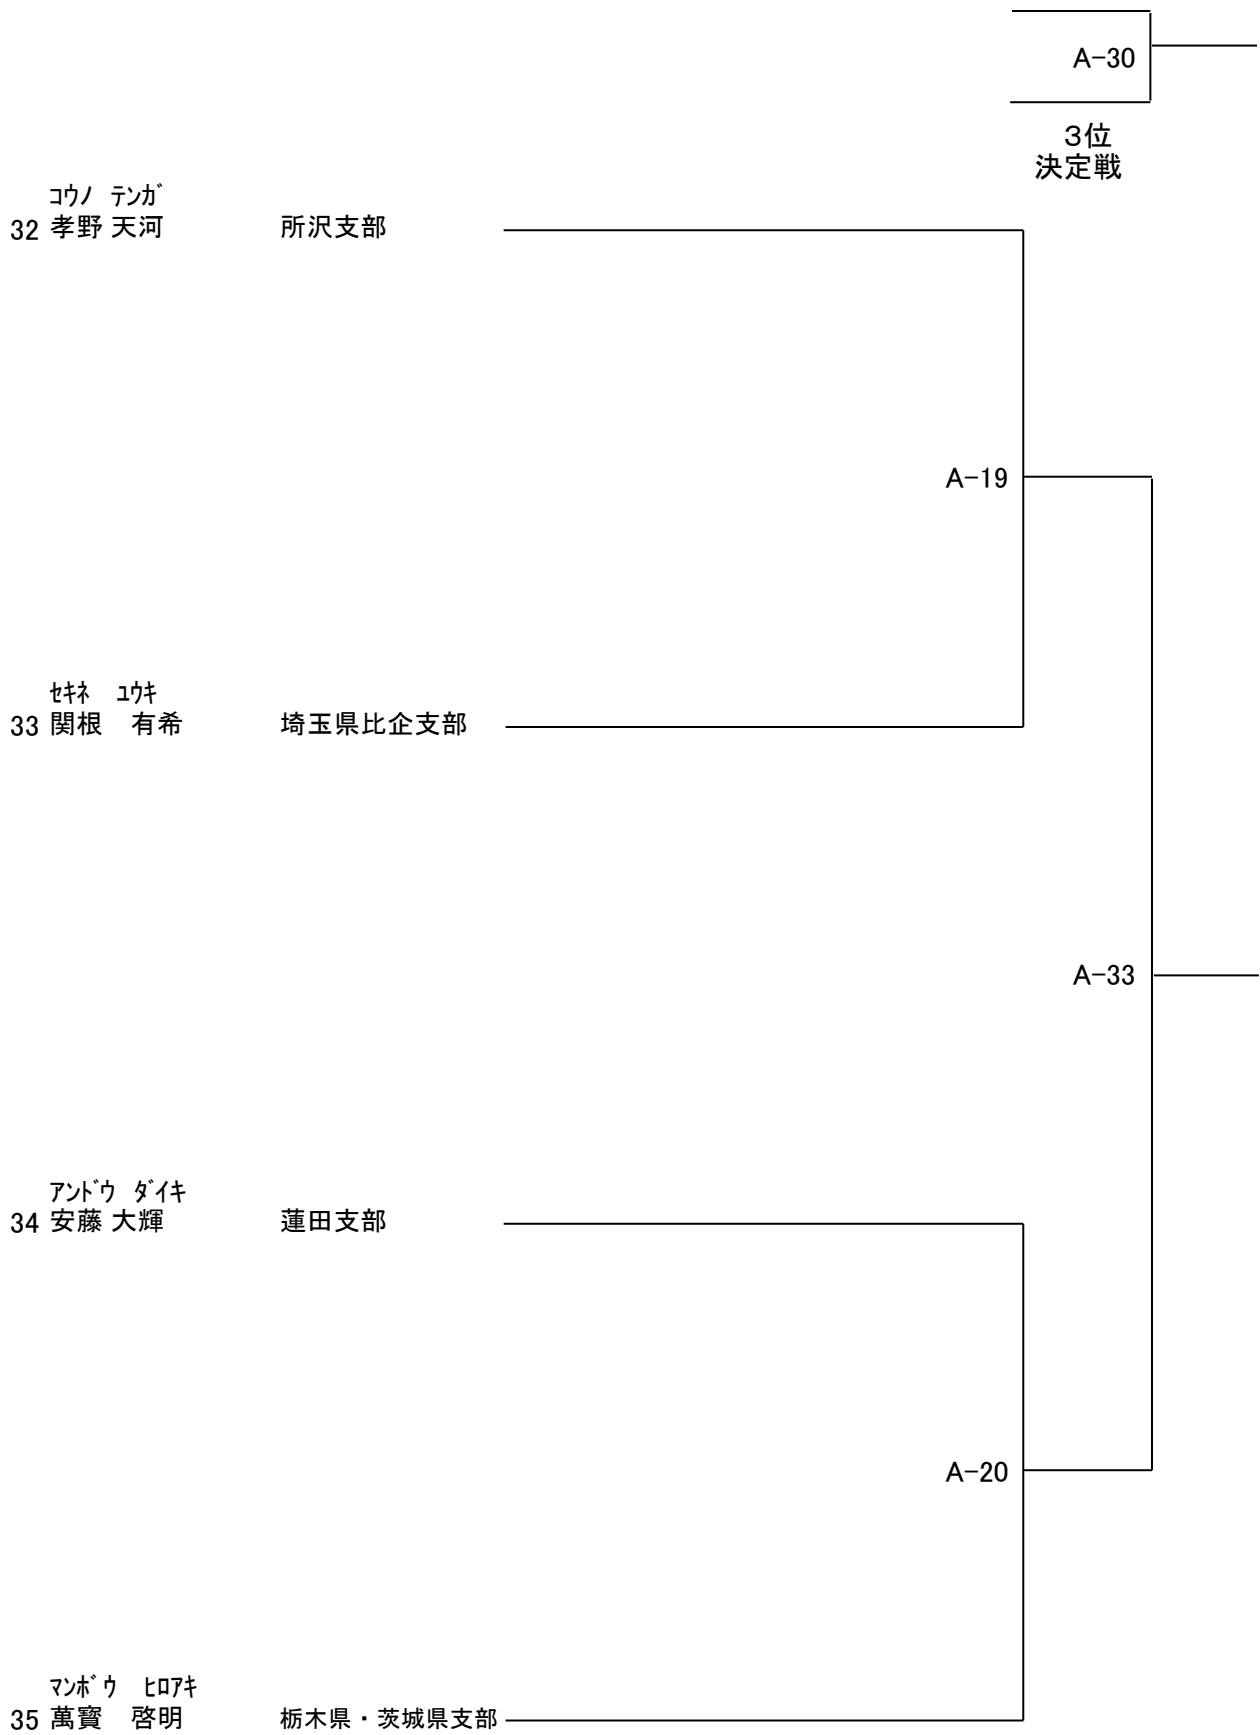 A-30
3位
決定戦
ｺｳﾉ ﾃﾝｶﾞ
32 孝野 天河 所沢支部
A-19
ｾｷﾈ ﾕｳｷ
33 関根 有希 埼玉県比企支部
A-33
ｱﾝﾄﾞｳ ﾀﾞｲｷ
34 安藤 大輝 蓮田支部
A-20
ﾏﾝﾎﾞｳ ﾋﾛｱｷ
35 萬寳 啓明 栃木県・茨城県支部